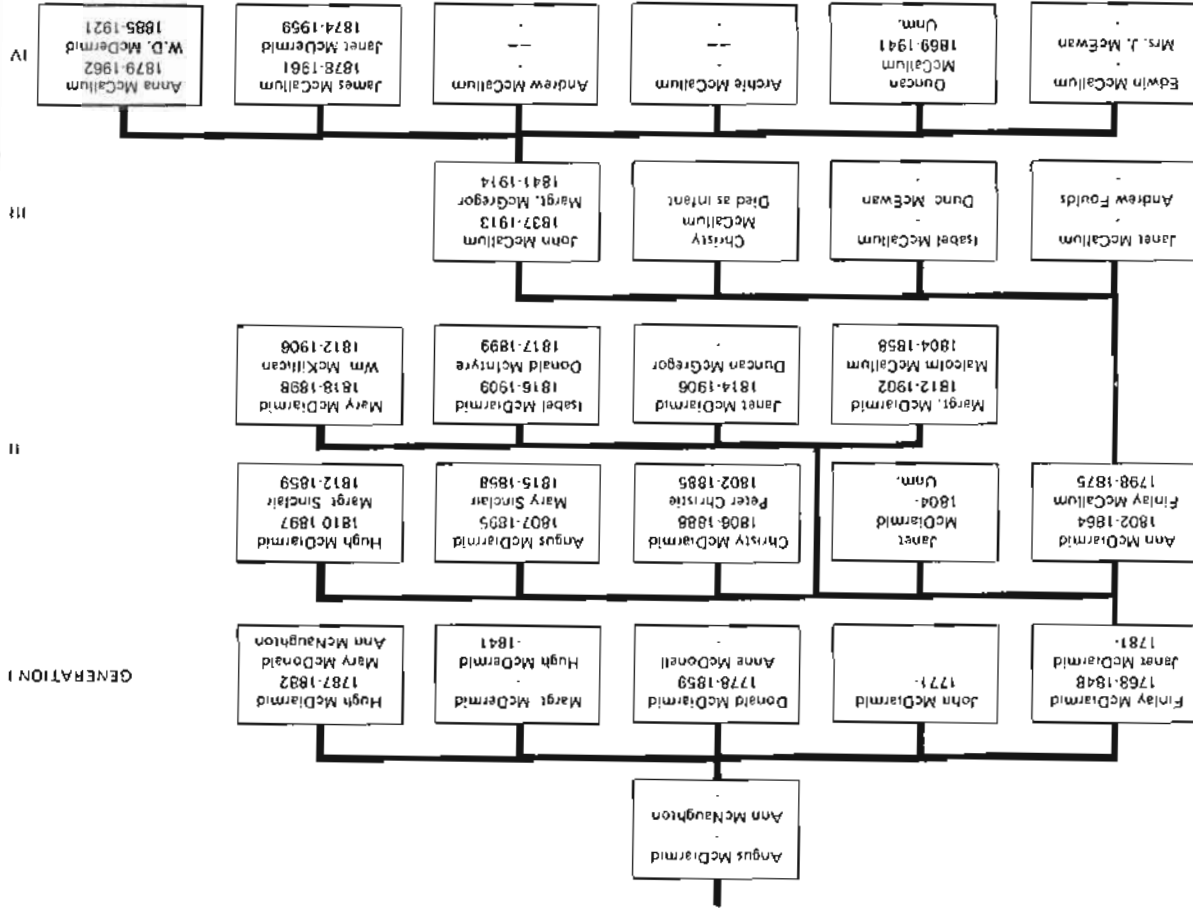 Angus McDiarmid
-
Ann McNaughton
-
Finlay McDiarmid
1768-1848
Janet McDiarmid
1781-
John McDiarmid
1771-
Donald McDiarmid
1778-1859
Anne McDonell
-
Margt. McDermid
-
Hugh McDermid
-1841
Hugh McDiarmid
1787-1882
Mary McDonald
Ann McNaughton
GENERATION I
Ann McDiarmid
1802-1864
Finlay McCallum
1798-1875
Janet
McDiarmid
1804-
Unm.
Christy McDiarmid
1806-1888
Peter Christie
1802-1885
Angus McDiarmid
1807-1895
Mary Sinclair
1815-1858
Hugh McDiarmid
1810-1897
Margt. Sinclair
1812-1859
II
Margt. McDiarmid
1812-1902
Malcolm McCallum
1804-1858
Janet McDiarmid
1814-1906
Duncan McGregor
-
Isabel McDiarmid
1816-1909
Donald McIntyre
1817-1899
Mary McDiarmid
1818-1898
Wm. McKillican
1812-1906
Janet McCallum
-
Andrew Foulds
-
Isabel McCallum
-
Dunc McEwan
-
Christy
McCallum
Died as Infant
John McCallum
1837-1913
Margt. McGregor
1841-1914
III
Edwin McCallum
-
Mrs. J. McEwan
-
Duncan
McCallum
1869-1941
Unm.
Archie McCallum
-
--
-
Andrew McCallum
-
--
-
James McCallum
1878-1961
Janet McDermid
1874-1959
Anna McCallum
1879-1962
W.D. McDermid
1885-1921
IV